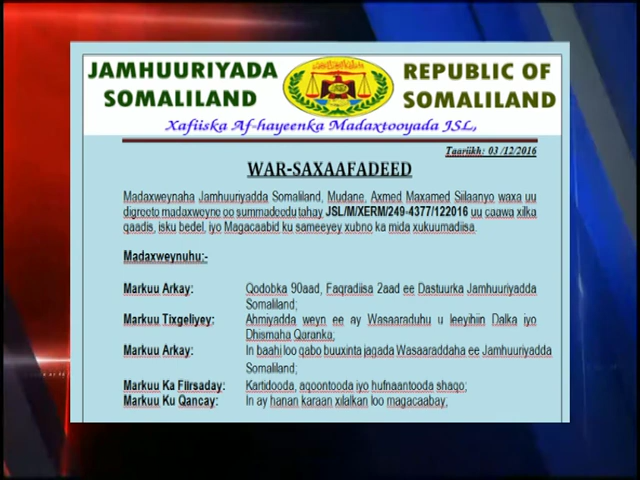 JAMHUURIYADA SOMALILAND
REPUBLIC OF SOMALILAND
Xafiiska Af-hayeenka Madaxtooyada JSL,
Taariikh: 03 /12/2016
WAR-SAXAAFADEED
Madaxweynaha Jamhuuriyadda Somaliland, Mudane, Axmed Maxamed Siilaanyo waxa uu
digreeto madaxweyne oo summadeedu tahay JSL/M/XERM/249-4377/122016 uu caawa xilka
qaadis, isku bedel, iyo Magacaabid ku sameeyey xubno ka mida xukuumadiisa.
Madaxweynuhu:-
Markuu Arkay: Qodobka 90aad, Faqradiisa 2aad ee Dastuurka Jamhuuriyadda
Somaliland;
Markuu Tixgeliyey: Ahmiyadda weyn ee ay Wasaaraduhu u leeyihiin Dalka iyo
Dhismaha Qaranka;
Markuu Arkay: In baahi loo qabo buuxinta jagada Wasaaraddaha ee Jamhuuriyadda
Somaliland;
Markuu Ka Fiirsaday: Kartidooda, aqoontooda iyo hufnaantooda shaqo;
Markuu Ku Qancay: In ay hanan karaan xilalkan loo magacaabay,